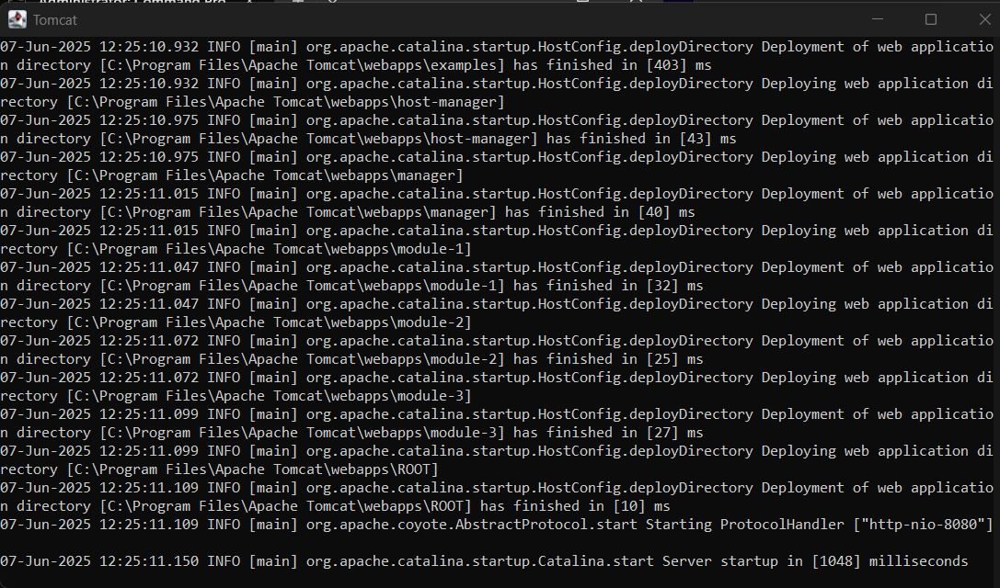 Administrator: Command Pro
Tomcat
07-Jun-2025 12:25:10.932 INFO [main] org.apache.catalina.startup.HostConfig.deployDirectory Deployment of web applicatio
n directory [C:\Program Files\Apache Tomcat\webapps\examples] has finished in [403] ms
07-Jun-2025 12:25:10.932 INFO [main] org.apache.catalina.startup.HostConfig.deployDirectory Deploying web application di
rectory [C:\Program Files\Apache Tomcat\webapps\host-manager]
07-Jun-2025 12:25:10.975 INFO [main] org.apache.catalina.startup.HostConfig.deployDirectory Deployment of web applicatio
n directory [C:\Program Files\Apache Tomcat\webapps\host-manager] has finished in [43] ms
07-Jun-2025 12:25:10.975 INFO [main] org.apache.catalina.startup.HostConfig.deployDirectory Deploying web application di
rectory [C:\Program Files\Apache Tomcat\webapps\manager]
07-Jun-2025 12:25:11.015 INFO [main] org.apache.catalina.startup.HostConfig.deployDirectory Deployment of web applicatio
n directory [C:\Program Files\Apache Tomcat\webapps\manager] has finished in [40] ms
07-Jun-2025 12:25:11.015 INFO [main] org.apache.catalina.startup.HostConfig.deployDirectory Deploying web application di
rectory [C:\Program Files\Apache Tomcat\webapps\module-1]
07-Jun-2025 12:25:11.047 INFO [main] org.apache.catalina.startup.HostConfig.deployDirectory Deployment of web applicatio
n directory [C:\Program Files\Apache Tomcat\webapps\module-1] has finished in [32] ms
07-Jun-2025 12:25:11.047 INFO [main] org.apache.catalina.startup.HostConfig.deployDirectory Deploying web application di
rectory [C:\Program Files\Apache Tomcat\webapps\module-2]
07-Jun-2025 12:25:11.072 INFO [main] org.apache.catalina.startup.HostConfig.deployDirectory Deployment of web applicatio
n directory [C:\Program Files\Apache Tomcat\webapps\module-2] has finished in [25] ms
07-Jun-2025 12:25:11.072 INFO [main] org.apache.catalina.startup.HostConfig.deployDirectory Deploying web application di
rectory [C:\Program Files\Apache Tomcat\webapps\module-3]
07-Jun-2025 12:25:11.099 INFO [main] org.apache.catalina.startup.HostConfig.deployDirectory Deployment of web applicatio
n directory [C:\Program Files\Apache Tomcat\webapps\module-3] has finished in [27] ms
07-Jun-2025 12:25:11.099 INFO [main] org.apache.catalina.startup.HostConfig.deployDirectory Deploying web application di
rectory [C:\Program Files\Apache Tomcat\webapps\ROOT]
07-Jun-2025 12:25:11.109 INFO [main] org.apache.catalina.startup.HostConfig.deployDirectory Deployment of web applicatio
n directory [C:\Program Files\Apache Tomcat\webapps\ROOT] has finished in [10] ms
07-Jun-2025 12:25:11.109 INFO [main] org.apache.coyote.AbstractProtocol.start Starting ProtocolHandler ["http-nio-8080"]
07-Jun-2025 12:25:11.150 INFO [main] org.apache.catalina.startup.Catalina.start Server startup in [1048] milliseconds